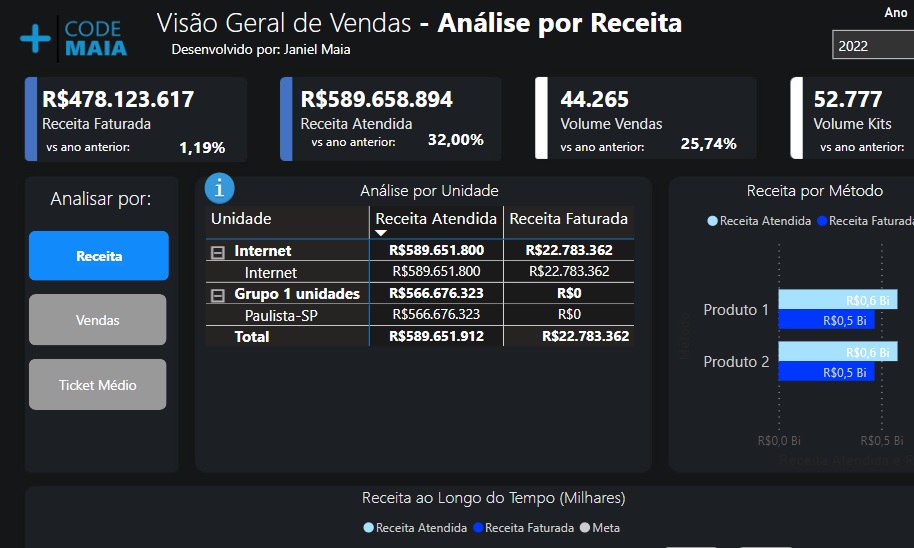 CODE
MAIA
Visão Geral de Vendas - Análise por Receita
Desenvolvido por: Janiel Maia
Ano
2022
R$478.123.617
Receita Faturada
vs ano anterior: 1,19%
R$589.658.894
Receita Atendida
vs ano anterior: 32,00%
44.265
Volume Vendas
vs ano anterior: 25,74%
52.777
Volume Kits
vs ano anterior:
Analisar por:
Receita
Vendas
Ticket Médio
i
Análise por Unidade
Unidade Receita Atendida Receita Faturada
Internet R$589.651.800 R$22.783.362
Internet R$589.651.800 R$22.783.362
Grupo 1 unidades R$566.676.323 R$0
Paulista-SP R$566.676.323 R$0
Total R$589.651.912 R$22.783.362
Receita por Método
Receita Atendida Receita Faturada
Produto 1 R$0,6 Bi
R$0,5 Bi
Produto 2 R$0,6 Bi
R$0,5 Bi
R$0,0 Bi R$0,5 Bi
Receita ao Longo do Tempo (Milhares)
Receita Atendida Receita Faturada Meta